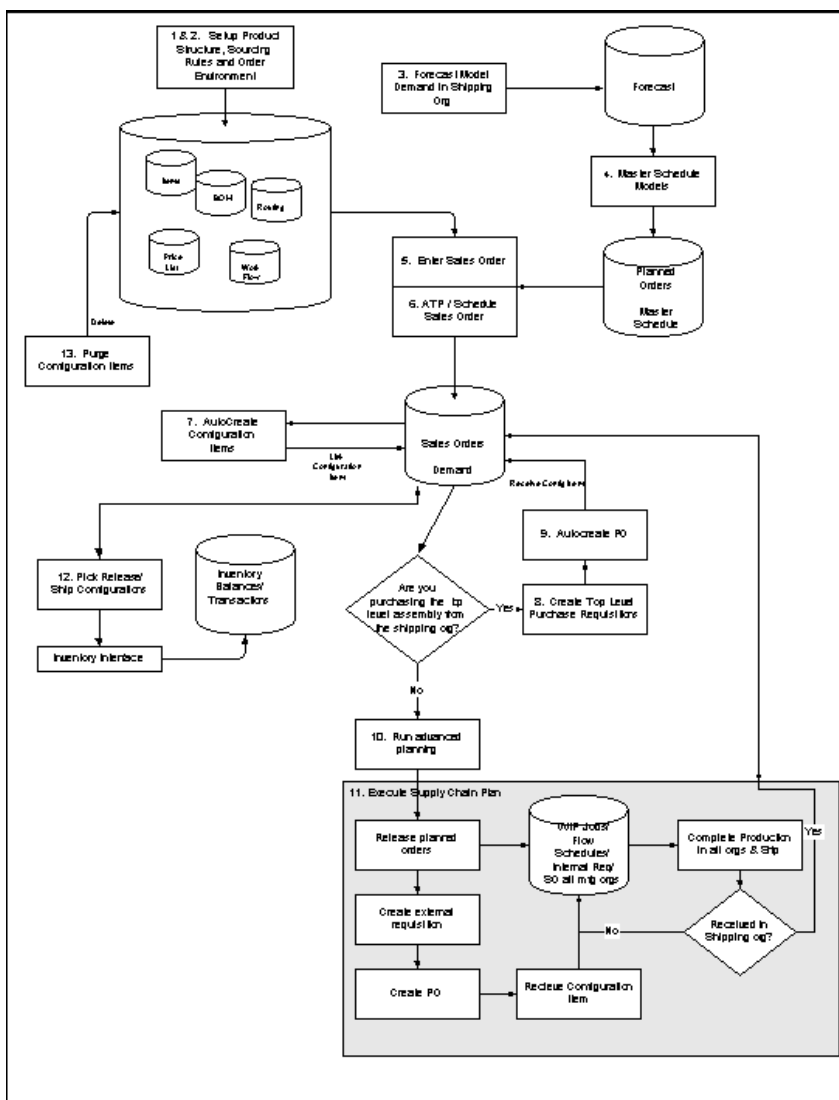 1 & 2. Setup Product
Structure, Sourcing
Rules and Order
Environment
3. Forecast Model
Demand in Shipping
Org
Forecast
Items
BOM
Routing
Price
List
Work
Flow
4. Master Schedule
Models
5. Enter Sales Order
6. ATP / Schedule
Sales Order
Planned
Orders
Master
Schedule
Delete
13. Purge
Configuration Items
7. AutoCreate
Configuration
Items
Link
Configuration
Item
Sales Orders
Demand
Receive Config Item
9. Autocreate PO
12. Pick Release/
Ship Configurations
Inventory
Balances/
Transactions
Are you
purchasing the top
level assembly from
the shipping org?
Yes
8. Create Top Level
Purchase Requisitions
Inventory Interface
No
10. Run advanced
planning
11. Execute Supply Chain Plan
Release planned
orders
WIP Jobs/
Flow
Schedules/
Internal Req/
SO all mfg orgs
Complete Production
in all orgs & Ship
Yes
Create external
requisition
No
Received in
Shipping org?
Create PO
Recieve Configuration
Item